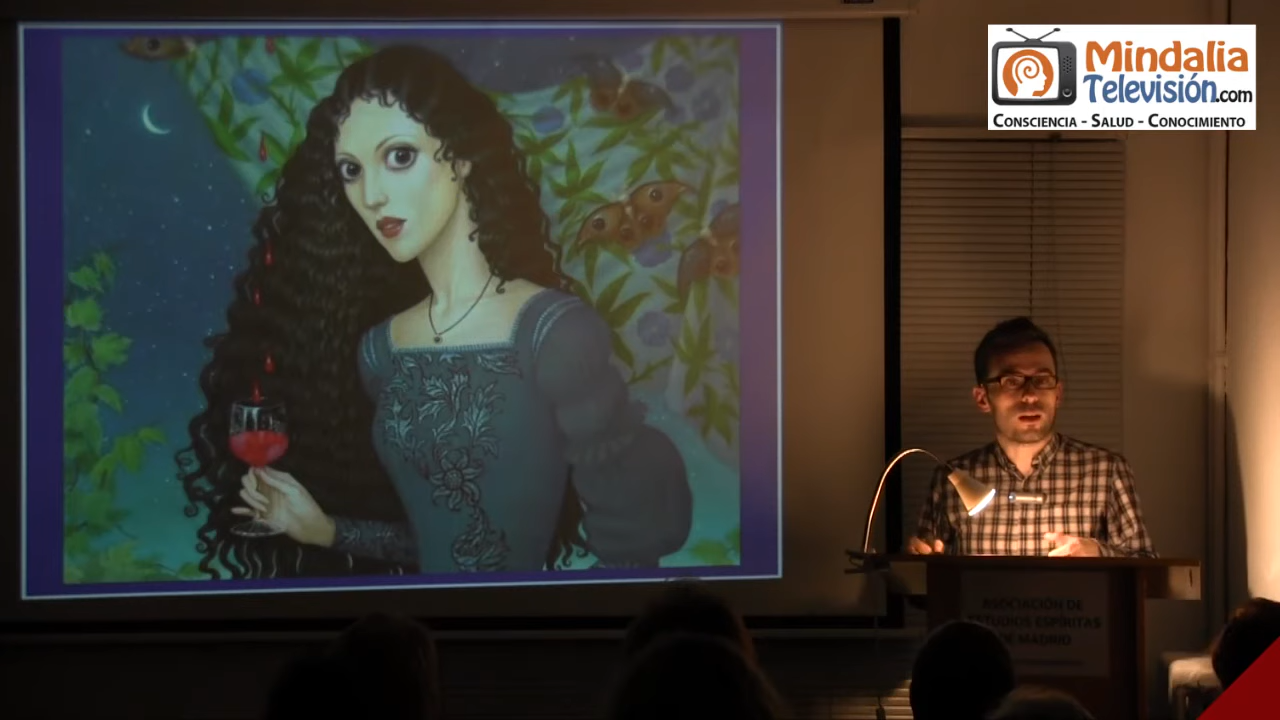 Mindalia
Televisión.com
CONSCIENCIA - SALUD - CONOCIMIENTO
ASOCIACIÓN DE
ESTUDIOS ESPÍRITAS
DE MADRID